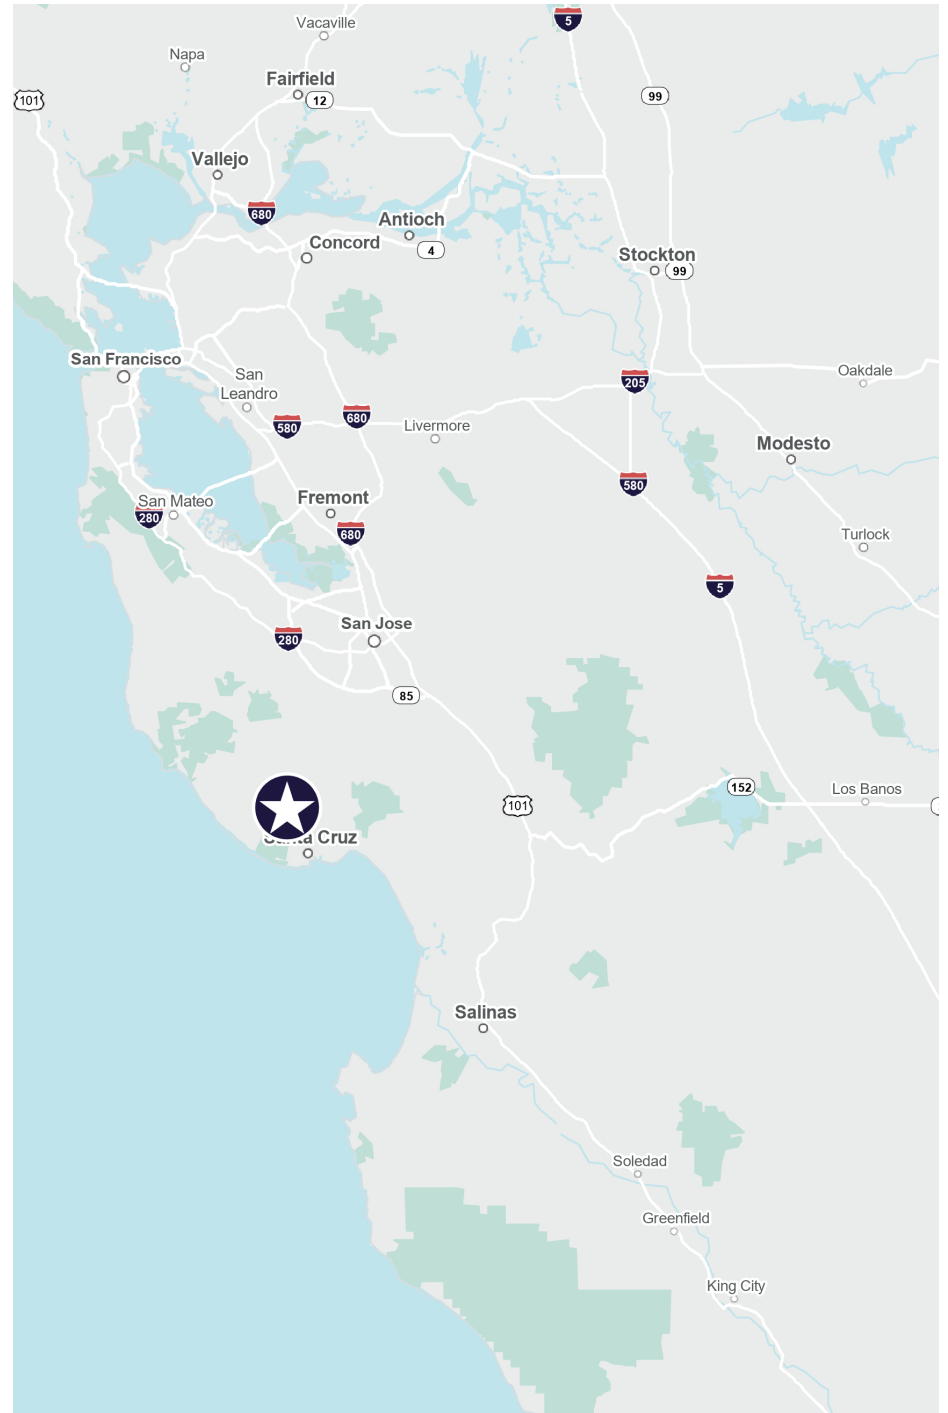 5
Vacaville
Napa
Fairfield
12
99
101
Vallejo
680
Antioch
Concord
4
Stockton
99
San Francisco
San
Leandro
205
Oakdale
580
680
Livermore
Modesto
580
San Mateo
280
Fremont
680
Turlock
5
San Jose
280
85
152
Los Banos
101
Santa Cruz
Salinas
Soledad
Greenfield
King City